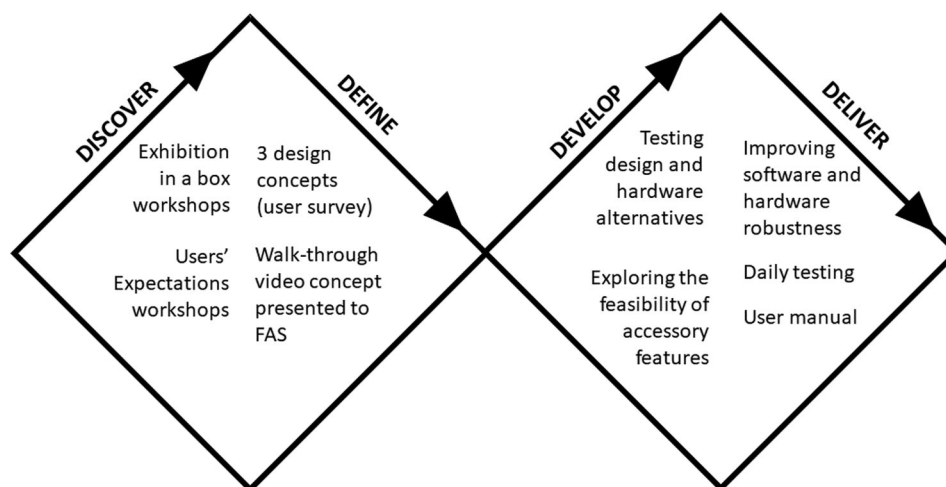 DISCOVER
Exhibition
in a box
workshops
Users’
Expectations
workshops
DEFINE
3 design
concepts
(user survey)
Walk-through
video concept
presented to
FAS
DEVELOP
Testing
design and
hardware
alternatives
Exploring the
feasibility of
accessory
features
DELIVER
Improving
software and
hardware
robustness
Daily testing
User manual